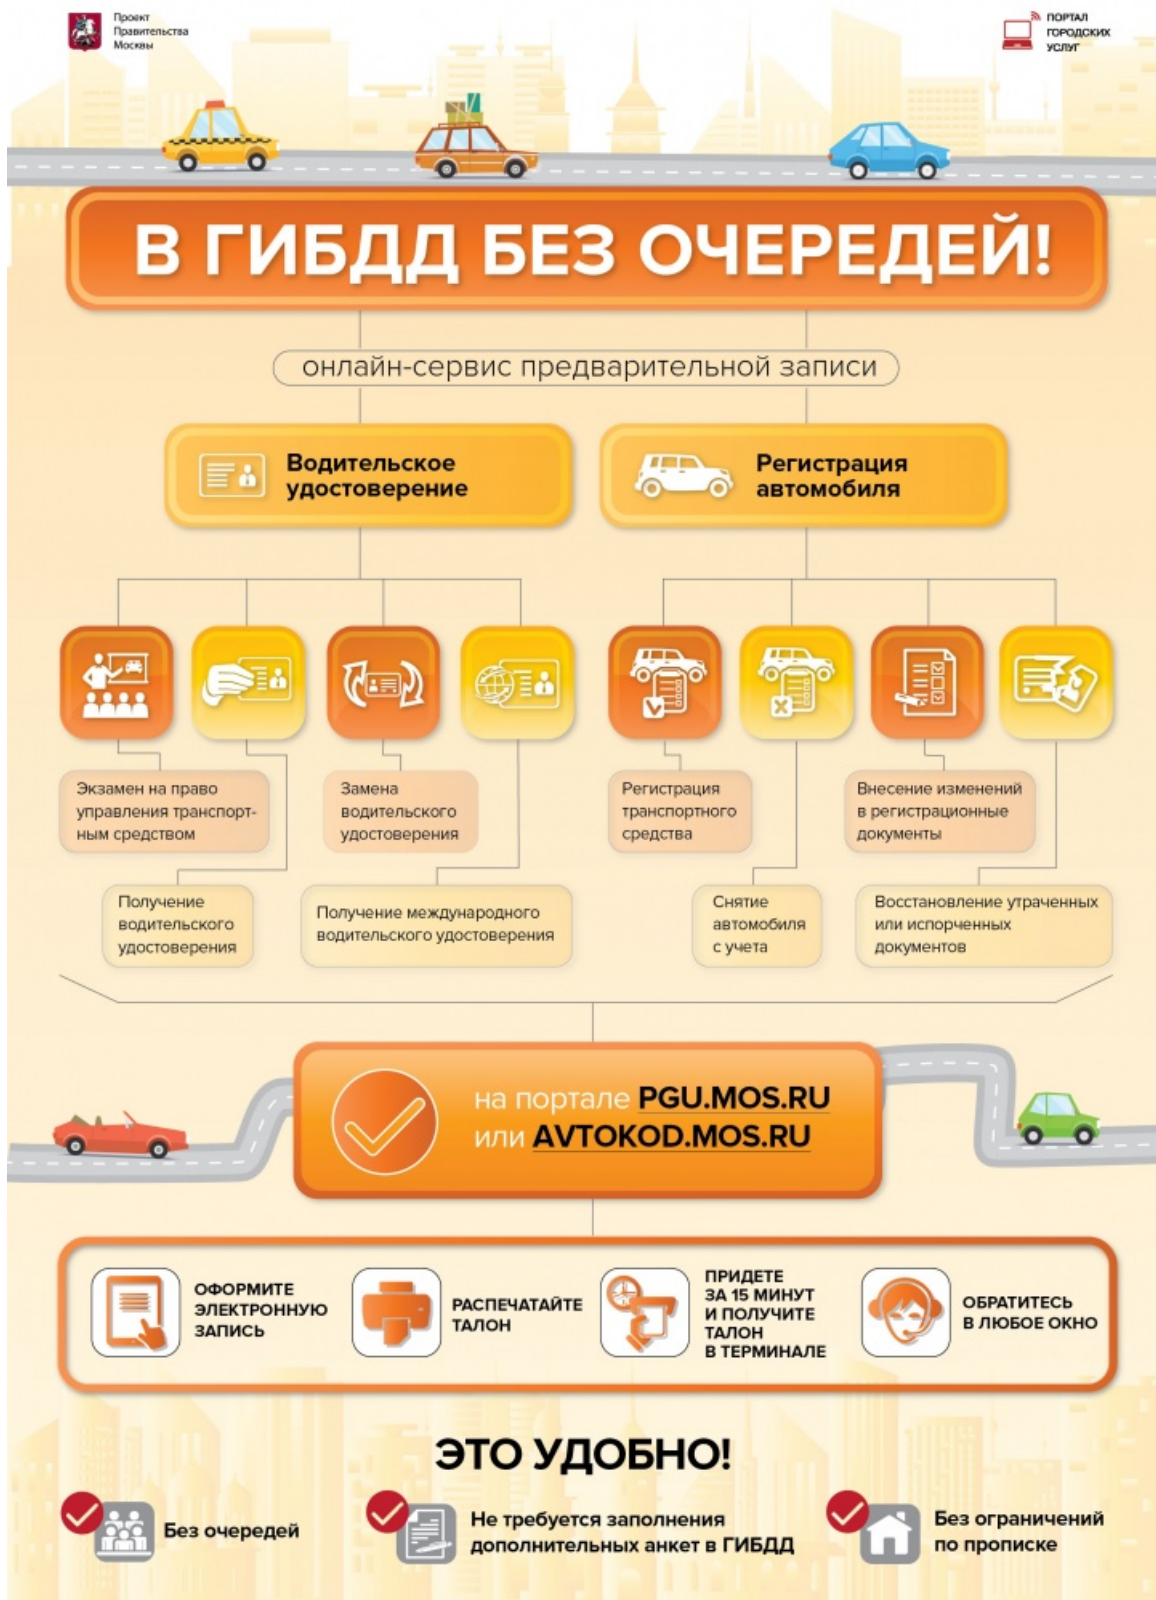 Проект
Правительства
Москвы
ПОРТАЛ
ГОРОДСКИХ
УСЛУГ
В ГИБДД БЕЗ ОЧЕРЕДЕЙ!
онлайн-сервис предварительной записи
Водительское
удостоверение
Регистрация
автомобиля
Экзамен на право
управления транспорт-
ным средством
Замена
водительского
удостоверения
Регистрация
транспортного
средства
Внесение изменений
в регистрационные
документы
Получение
водительского
удостоверения
Получение международного
водительского удостоверения
Снятие
автомобиля
с учета
Восстановление утраченных
или испорченных
документов
на портале PGU.MOS.RU
или AVTOKOD.MOS.RU
ОФОРМИТЕ
ЭЛЕКТРОННУЮ
ЗАПИСЬ
РАСПЕЧАТАЙТЕ
ТАЛОН
ПРИДЕТЕ
ЗА 15 МИНУТ
И ПОЛУЧИТЕ
ТАЛОН
В ТЕРМИНАЛЕ
ОБРАТИТЕСЬ
В ЛЮБОЕ ОКНО
ЭТО УДОБНО!
Без очередей
Не требуется заполнения
дополнительных анкет в ГИБДД
Без ограничений
по прописке